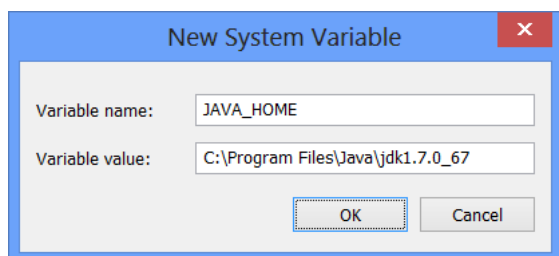 New System Variable
Variable name: JAVA_HOME
Variable value: C:\Program Files\Java\jdk1.7.0_67
OK Cancel